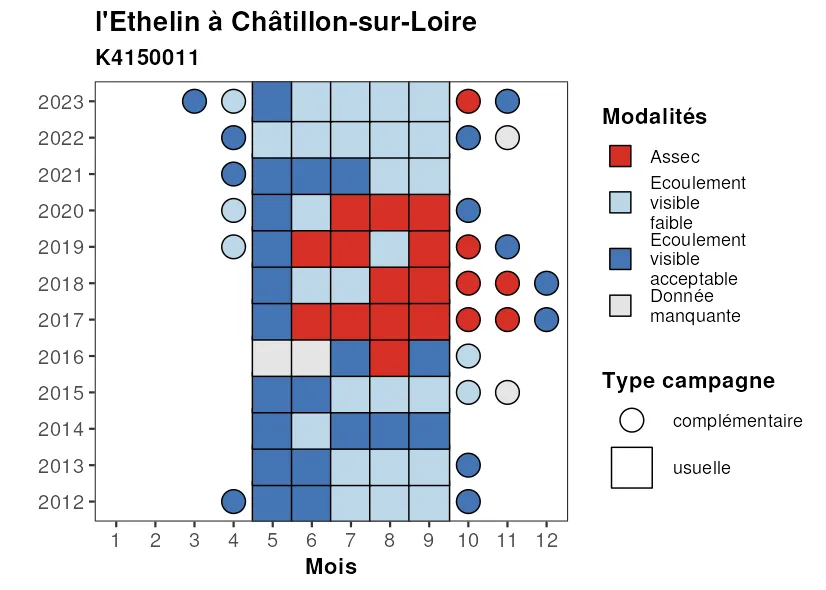 l'Ethelin à Châtillon-sur-Loire
K4150011
2023
2022
2021
2020
2019
2018
2017
2016
2015
2014
2013
2012
1 2 3 4 5 6 7 8 9 10 11 12
Mois
Modalités
Assec
Ecoulement
visible
faible
Ecoulement
visible
acceptable
Donnée
manquante
Type campagne
complémentaire
usuelle